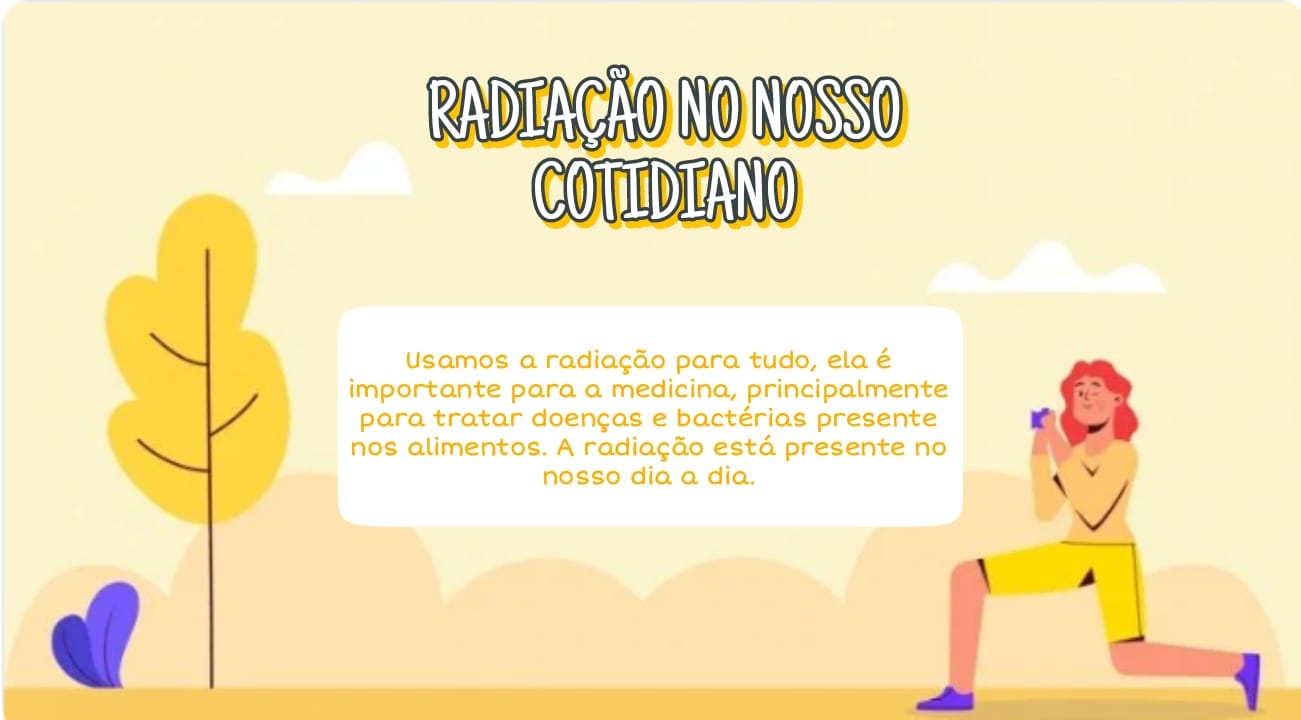 RADIAÇÃO NO NOSSO
COTIDIANO
Usamos a radiação para tudo, ela é
importante para a medicina, principalmente
para tratar doenças e bactérias presente
nos alimentos. A radiação está presente no
nosso dia a dia.